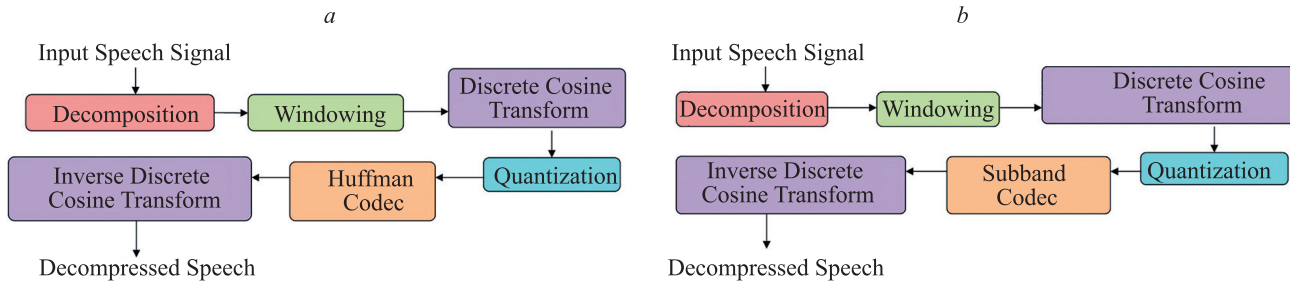 a
Input Speech Signal
Decomposition
Windowing
Discrete Cosine
Transform
Quantization
Huffman
Codec
Inverse Discrete
Cosine Transform
Decompressed Speech
b
Input Speech Signal
Decomposition
Windowing
Discrete Cosine
Transform
Quantization
Subband
Codec
Inverse Discrete
Cosine Transform
Decompressed Speech